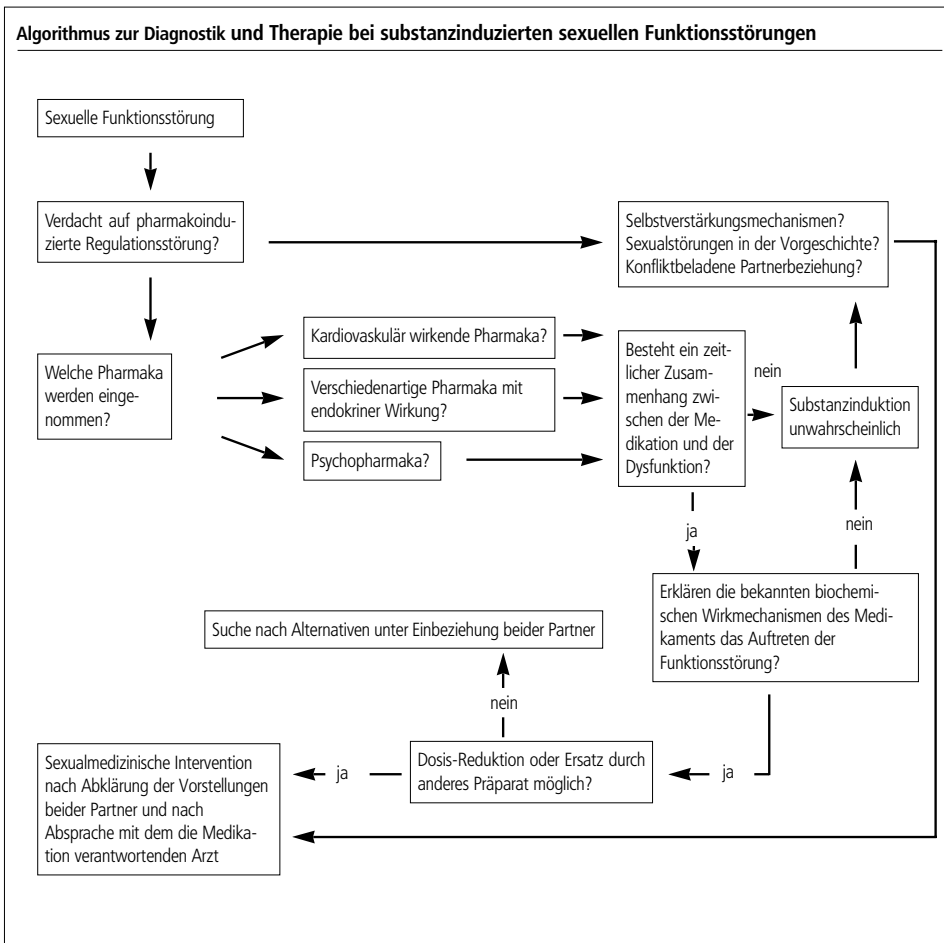 Algorithmus zur Diagnostik und Therapie bei substanzinduzierten sexuellen Funktionsstörungen
Sexuelle Funktionsstörung
Verdacht auf pharmakoindu-
zierte Regulationsstörung?
Selbstverstärkungsmechanismen?
Sexualstörungen in der Vorgeschichte?
Konfliktbeladene Partnerbeziehung?
Welche Pharmaka
werden einge-
nommen?
Kardiovaskulär wirkende Pharmaka?
Verschiedenartige Pharmaka mit
endokriner Wirkung?
Psychopharmaka?
Besteht ein zeit-
licher Zusam-
menhang zwi-
schen der Me-
dikation und der
Dysfunktion?
nein
Substanzinduktion
unwahrscheinlich
ja
nein
Erklären die bekannten biochemi-
schen Wirkmechanismen des Medi-
kaments das Auftreten der
Funktionsstörung?
Suche nach Alternativen unter Einbeziehung beider Partner
nein
Dosis-Reduktion oder Ersatz durch
anderes Präparat möglich?
ja
ja
Sexualmedizinische Intervention
nach Abklärung der Vorstellungen
beider Partner und nach
Absprache mit dem die Medika-
tion verantwortenden Arzt